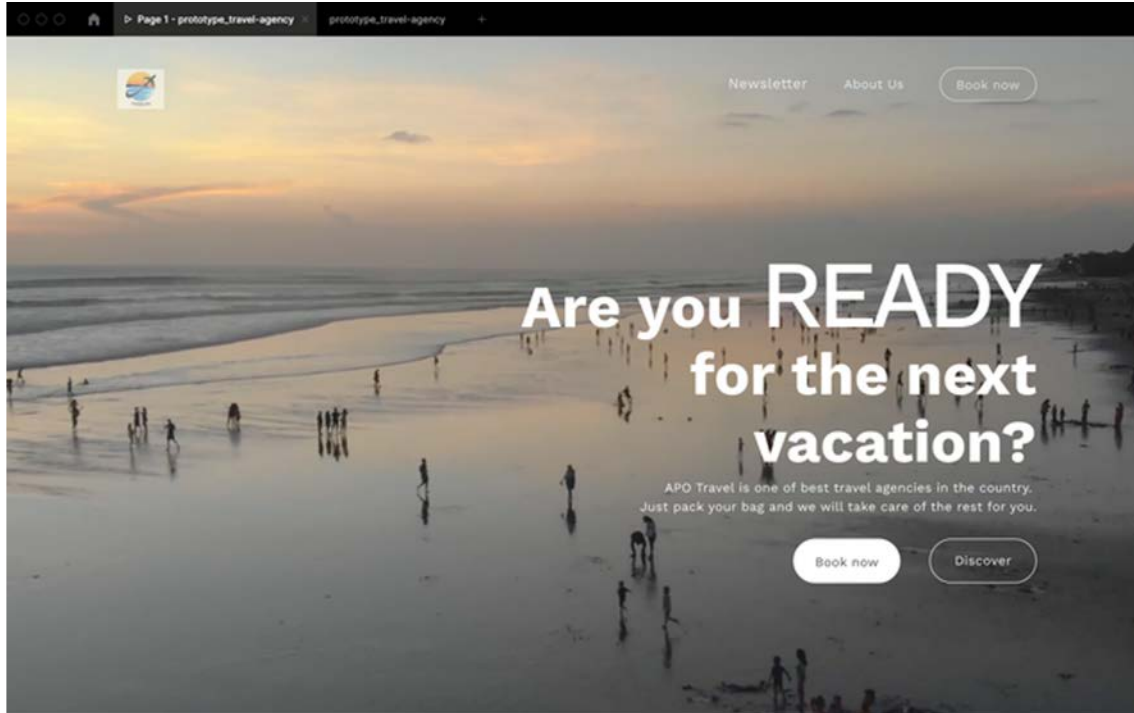 Page 1 - prototype_travel-agency
prototype_travel-agency
Newsletter
About Us
Book now
Are you READY
for the next
vacation?
APO Travel is one of best travel agencies in the country.
Just pack your bag and we will take care of the rest for you.
Book now
Discover